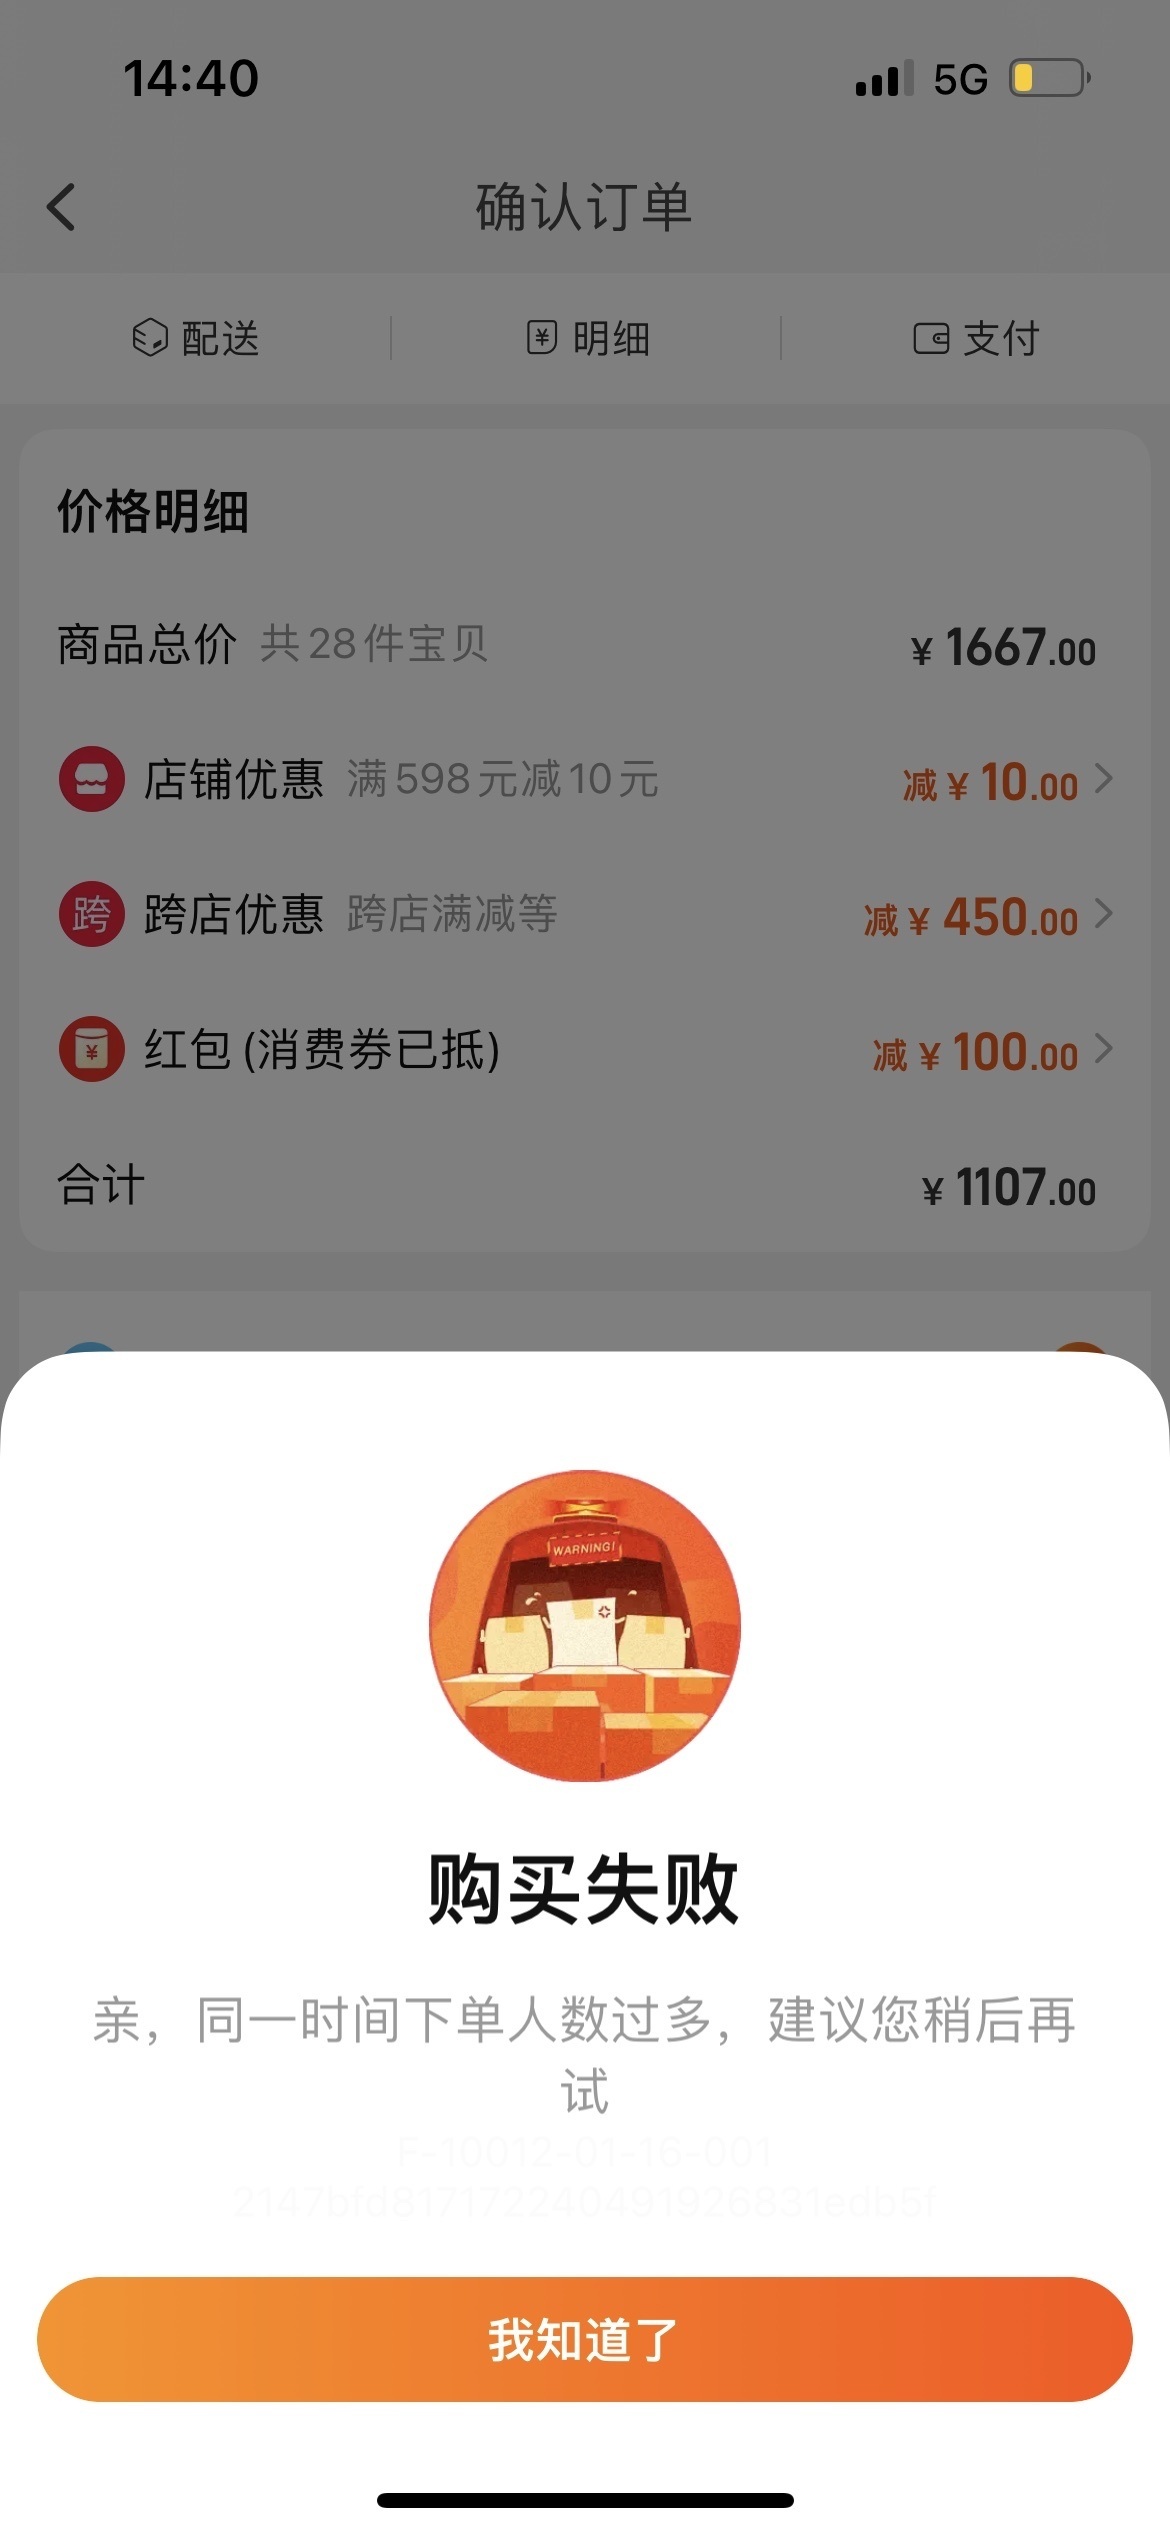 14:40
5G
确认订单
配送
明细
支付
价格明细
商品总价 共28件宝贝 ¥ 1667.00
店铺优惠 满598元减10元 减 ¥ 10.00
跨 跨店优惠 跨店满减等 减 ¥ 450.00
¥ 红包 (消费券已抵) 减 ¥ 100.00
合计 ¥ 1107.00
WARNING!
购买失败
亲，同一时间下单人数过多，建议您稍后再
试
F-10012-01-16-001
2147bfd8171722404919268​31edb5f
我知道了